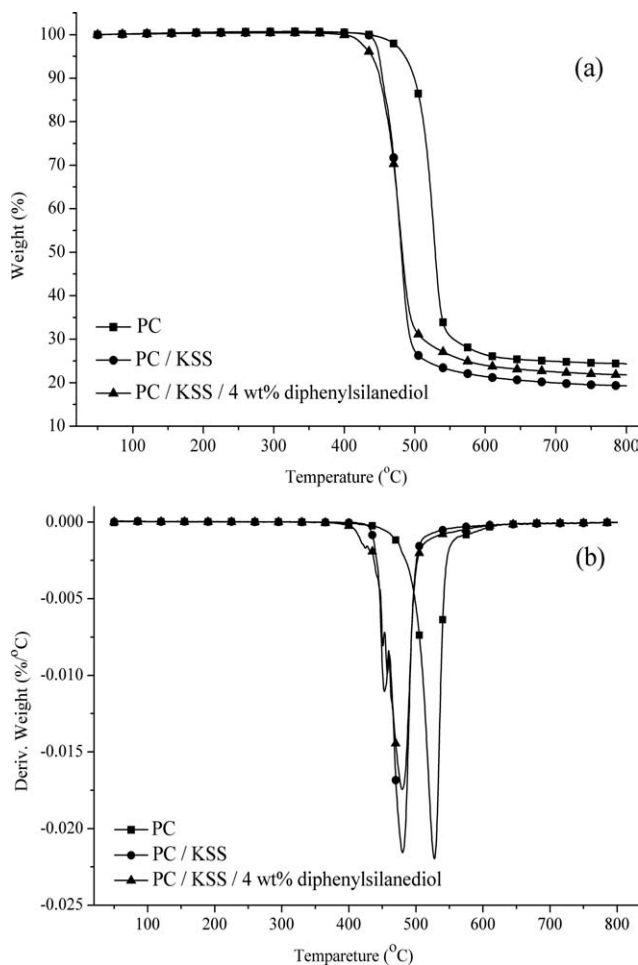 100
90
80
70
60
50
40
30
20
10
Weight (%)
(a)
PC
PC / KSS
PC / KSS / 4 wt% diphenylsilanediol
100 200 300 400 500 600 700 800
Temperature (°C)
0.000
-0.005
-0.010
-0.015
-0.020
-0.025
Deriv. Weight (%/°C)
(b)
PC
PC / KSS
PC / KSS / 4 wt% diphenylsilanediol
100 200 300 400 500 600 700 800
Tempareture (°C)